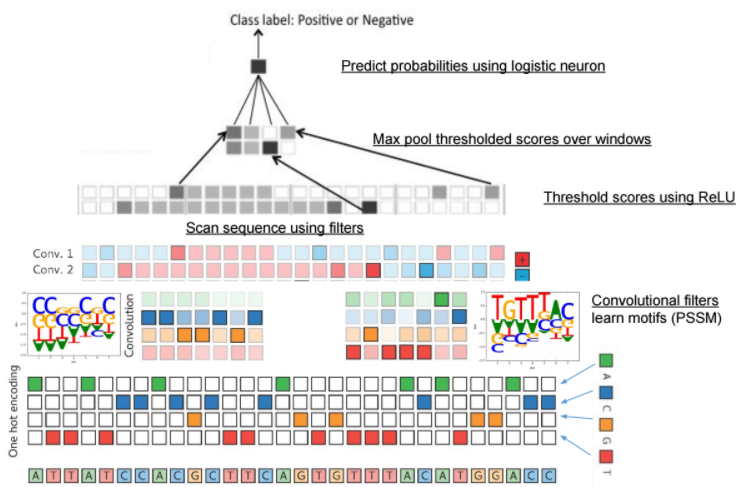 Class label: Positive or Negative
Predict probabilities using logistic neuron
Max pool thresholded scores over windows
Threshold scores using ReLU
Scan sequence using filters
Conv. 1
Conv. 2
+
-
Convolution
TGTTTAC
Convolutional filters
learn motifs (PSSM)
One hot encoding
A
C
G
T
A T T A T C C A C G C T T C A G T G T T T A C A T G G A C C